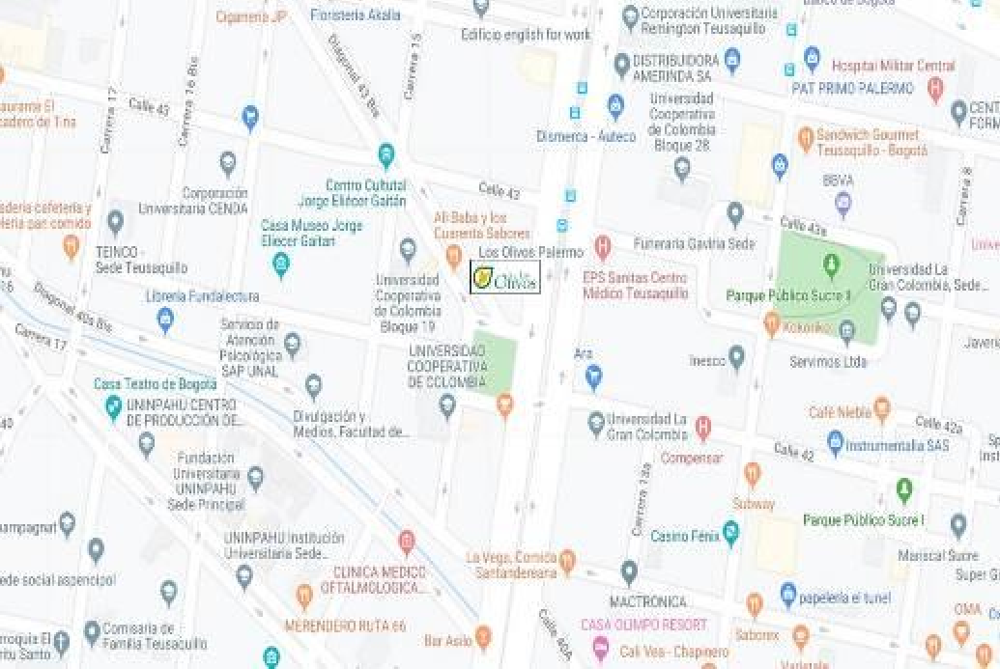 Cigarrería JP
Floristería Akalia
Edificio english for work
Corporación Universitaria
Remington Teusaquillo
Banco de Bogotá
DISTRIBUIDORA
AMERINDA SA
Hospital Militar Central
PAT PRIMO PALERMO
Diagonal 43 Bis
Carrera 15
Carrera 16 Bis
Carrera 17
Calle 43
Universidad
Cooperativa
de Colombia
Bloque 28
Dismerca - Auteco
Sandwich Gourmet
Teusaquillo - Bogotá
BBVA
Carrera 8
Corporación
Universitaria CENDA
Centro Cultutal
Jorge Eliécer Gaitán
Calle 43
Casa Museo Jorge
Eliecer Gaitan
Ali Baba y los
Cuarenta Sabores
Los Olivos Palermo
Olivos
Funeraria Gaviria Sede
Calle 43a
TEINCO -
Sede Teusaquillo
Librería Fundalectura
Universidad
Cooperativa
de Colombia
Bloque 19
EPS Sanitas Centro
Médico Teusaquillo
Parque Público Sucre II
Universidad La
Gran Colombia, Sede...
Kokoriko
Diagonal 40a Bis
Carrera 17
Servicio de
Atención
Psicológica
SAP UNAL
UNIVERSIDAD
COOPERATIVA
DE COLOMBIA
Ara
Inesco
Servimos Ltda
Casa Teatro de Bogotá
UNINPAHU CENTRO
DE PRODUCCIÓN DE...
Divulgación y
Medios, Facultad de...
Universidad La
Gran Colombia
Compensar
Café Niebla
Calle 42a
Instrumentalia SAS
Calle 42
Fundación
Universitaria
UNINPAHU
Sede Principal
Carrera 13a
Subway
Parque Público Sucre I
UNINPAHU Institución
Universitaria Sede...
Casino Fénix
CLINICA MEDICO
OFTALMOLOGICA...
La Vega, Comida
Santandereana
Mariscal Sucre
MACTRONICA
papelería el tunel
Comisaria de
Familia Teusaquillo
MERENDERO RUTA 66
Bar Asilo
Calle 40A
CASA OLIMPO RESORT
Cali Vea - Chapinero
Saborex
OMA